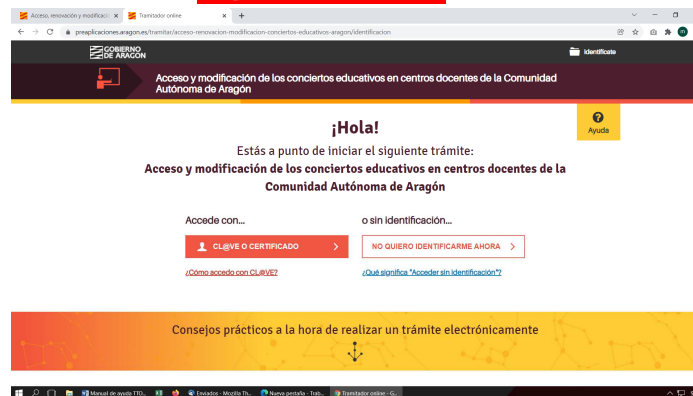 Acceso, renovación y modificació
Tramitador online
preaplicaciones.aragon.es/tramitar/acceso-renovacion-modificacion-conciertos-educativos-aragon/identificacion
GOBIERNO
DE ARAGON
Identifícate
Acceso y modificación de los conciertos educativos en centros docentes de la Comunidad
Autónoma de Aragón
¡Hola!
Ayuda
Estás a punto de iniciar el siguiente trámite:
Acceso y modificación de los conciertos educativos en centros docentes de la
Comunidad Autónoma de Aragón
Accede con...
o sin identificación...
CL@VE O CERTIFICADO
NO QUIERO IDENTIFICARME AHORA
¿Cómo accedo con CL@VE?
¿Qué significa "Acceder sin identificación"?
Consejos prácticos a la hora de realizar un trámite electrónicamente
Manual de ayuda TTO...
Enviados - Mozilla Th...
Nueva pestaña - Trab...
Tramitador online - G...